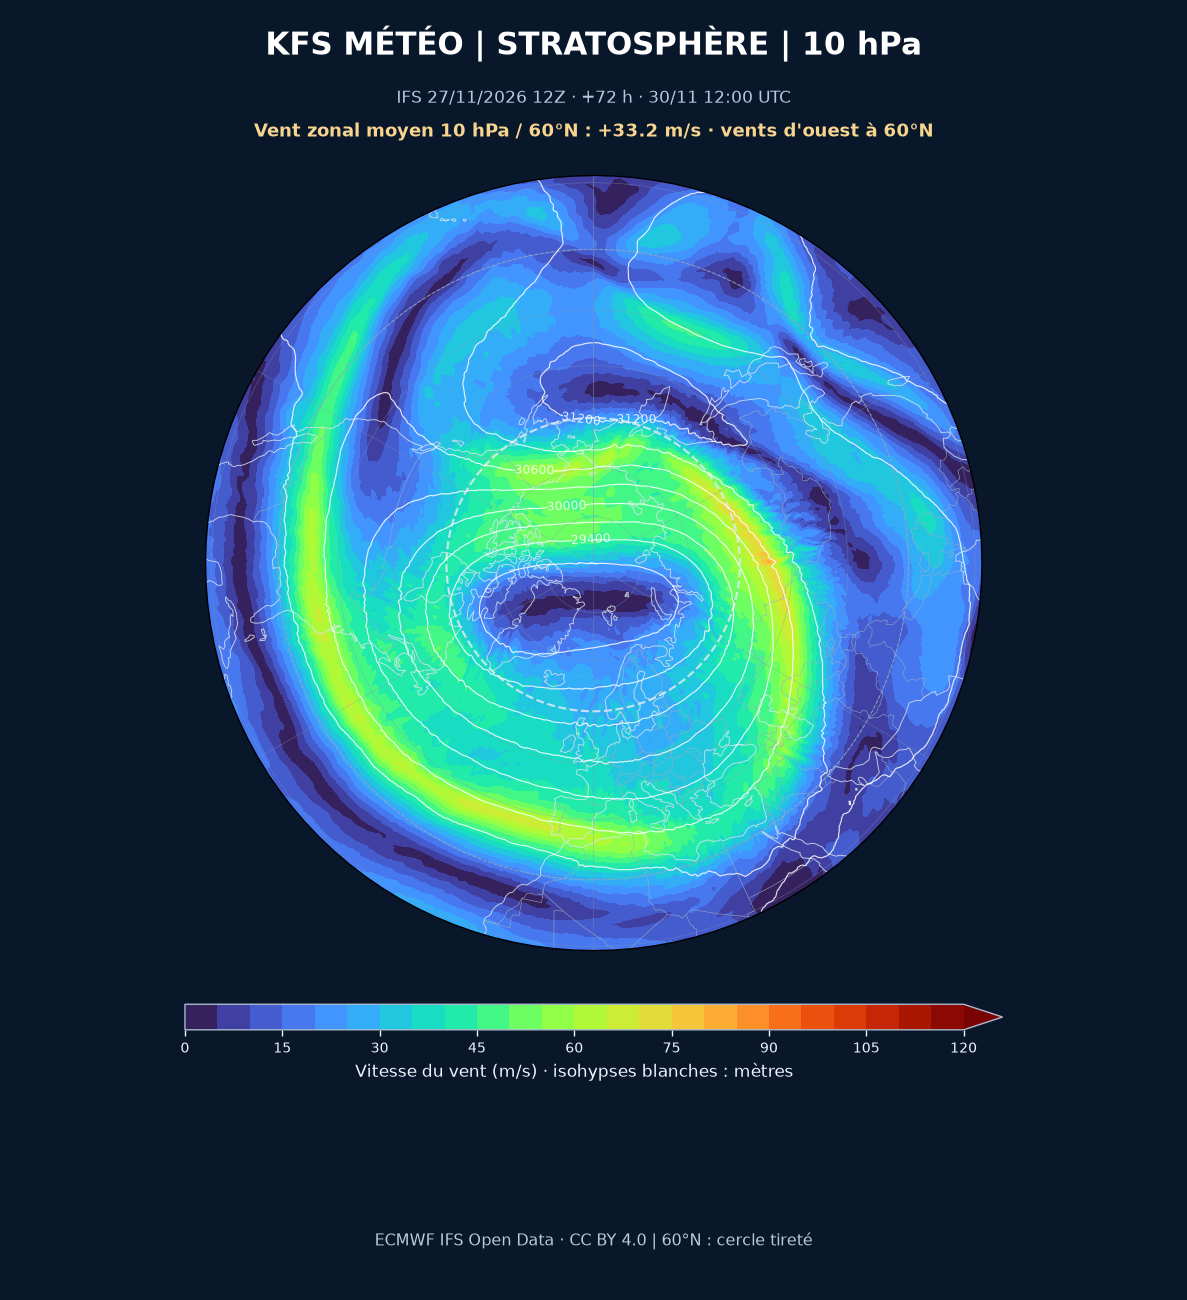 KFS MÉTÉO | STRATOSPHÈRE | 10 hPa
IFS 27/11/2026 12Z · +72 h · 30/11 12:00 UTC
Vent zonal moyen 10 hPa / 60°N : +33.2 m/s · vents d'ouest à 60°N
31200 31200
30600
30000
29400
0 15 30 45 60 75 90 105 120
Vitesse du vent (m/s) · isohypses blanches : mètres
ECMWF IFS Open Data · CC BY 4.0 | 60°N : cercle tireté